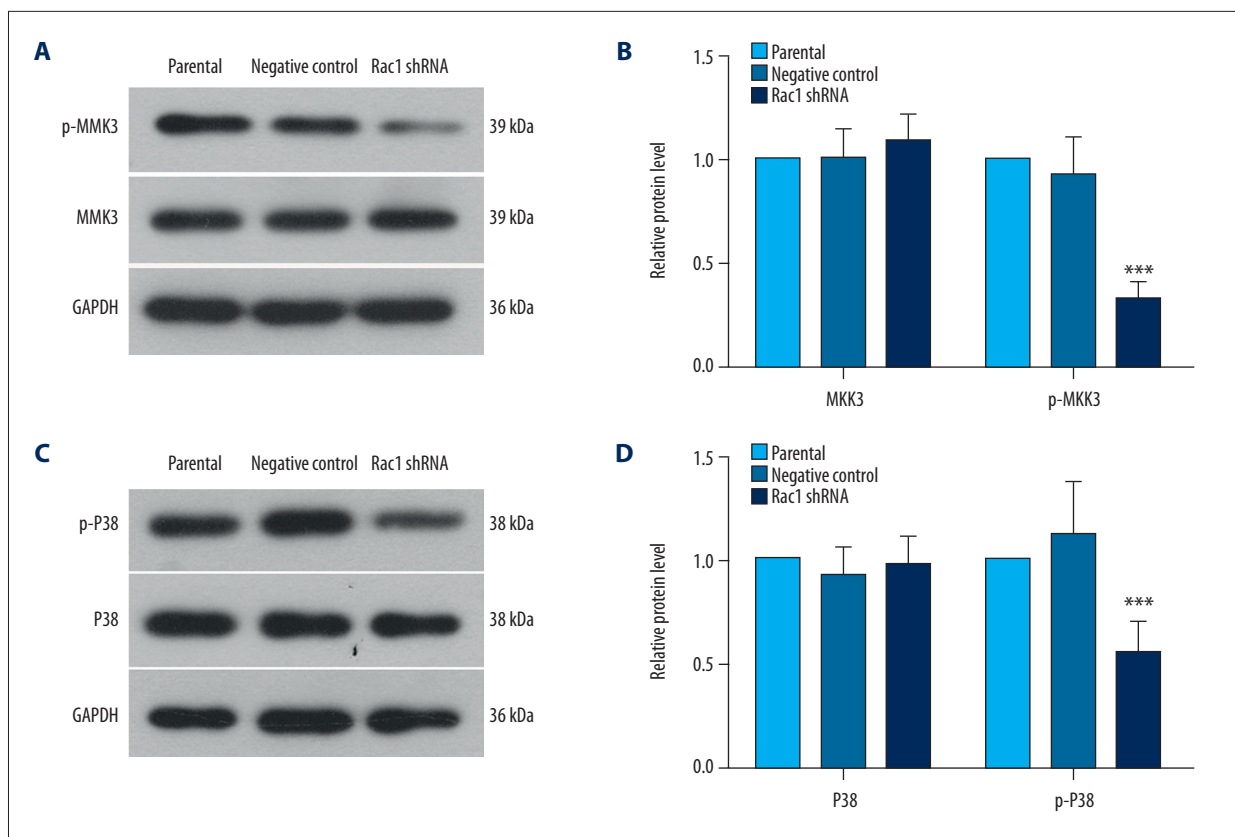 A
Parental Negative control Rac1 shRNA
p-MMK3 39 kDa
MMK3 39 kDa
GAPDH 36 kDa
B
Parental
Negative control
Rac1 shRNA
Relative protein level
1.5
1.0
0.5
0.0
***
MKK3 p-MKK3
C
Parental Negative control Rac1 shRNA
p-P38 38 kDa
P38 38 kDa
GAPDH 36 kDa
D
Parental
Negative control
Rac1 shRNA
Relative protein level
1.5
1.0
0.5
0.0
***
P38 p-P38